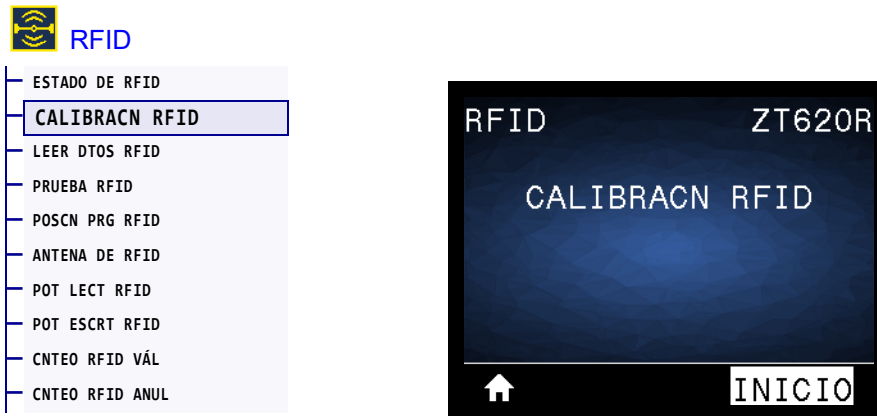 RFID
ESTADO DE RFID
CALIBRACN RFID
LEER DTOS RFID
PRUEBA RFID
POSCN PRG RFID
ANTENA DE RFID
POT LECT RFID
POT ESCRT RFID
CNTEO RFID VÁL
CNTEO RFID ANUL
RFID ZT620R
CALIBRACN RFID
INICIO